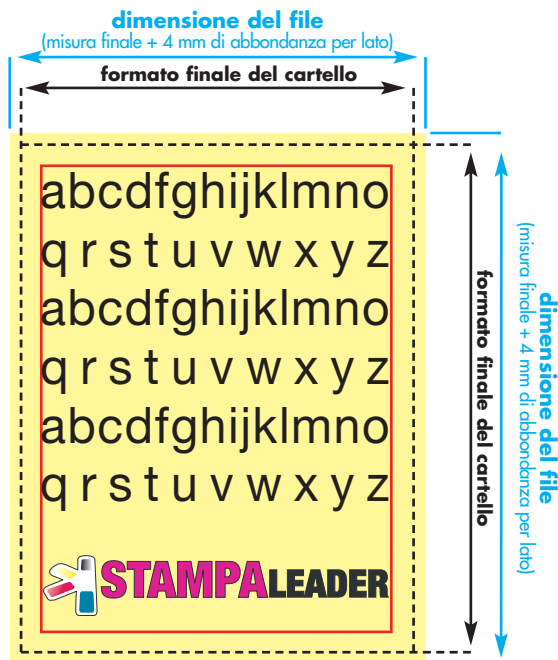 dimensione del file
(misura finale + 4 mm di abbondanza per lato)
formato finale del cartello
abcdfghijklmno
q r s t u v w x y z
abcdfghijklmno
q r s t u v w x y z
abcdfghijklmno
q r s t u v w x y z
STAMPALEADER
formato finale del cartello
dimensione del file
(misura finale + 4 mm di abbondanza per lato)